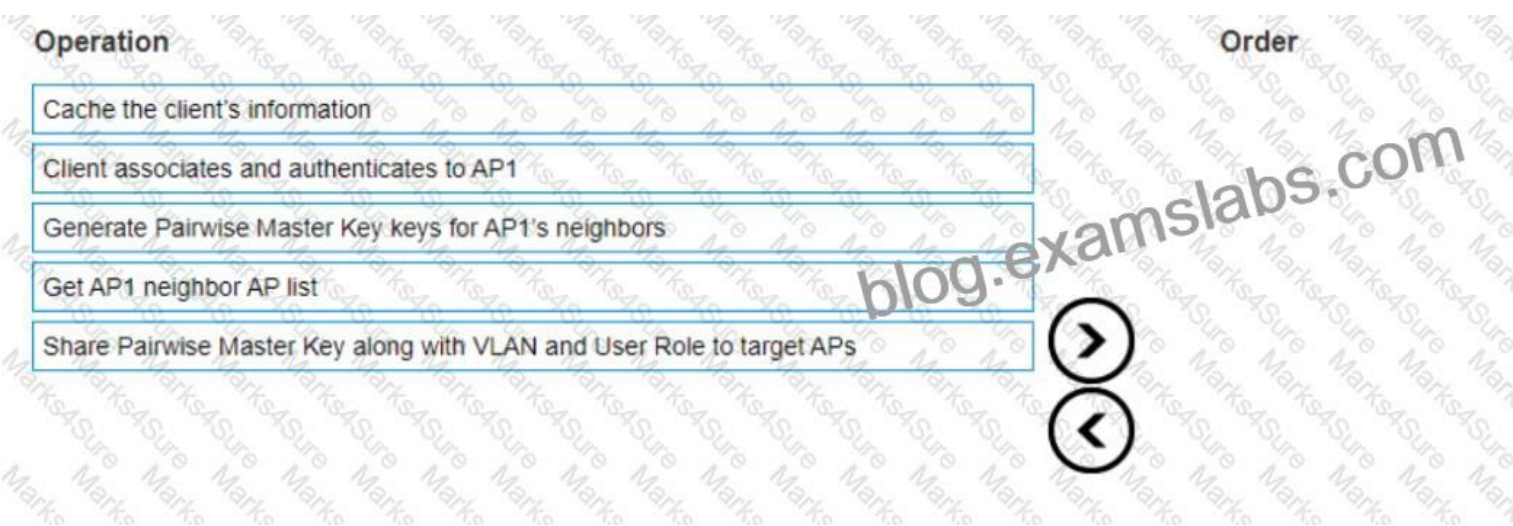 Operation
Order
Cache the client's information
Client associates and authenticates to AP1
Generate Pairwise Master Key keys for AP1's neighbors
Get AP1 neighbor AP list
Share Pairwise Master Key along with VLAN and User Role to target APs
blog.examslabs.com
Marks4Sure